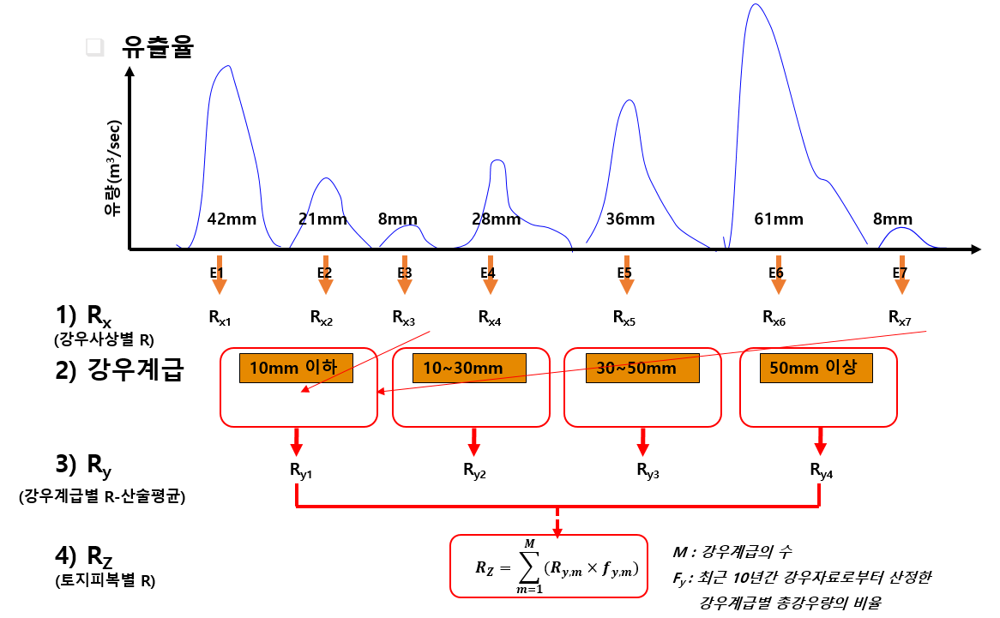 ❑ 유출율
유량(m³/sec)
42mm 21mm 8mm 28mm 36mm 61mm 8mm
E1 E2 E3 E4 E5 E6 E7
1) Rx Rx1 Rx2 Rx3 Rx4 Rx5 Rx6 Rx7
(강우사상별 R)
2) 강우계급 10mm 이하 10~30mm 30~50mm 50mm 이상
3) Ry Ry1 Ry2 Ry3 Ry4
(강우계급별 R-산술평균)
4) RZ
(토지피복별 R)
R_Z = \sum_{m=1}^{M} (R_{y,m} × f_{y,m})
M : 강우계급의 수
Fy : 최근 10년간 강우자료로부터 산정한
강우계급별 총강우량의 비율